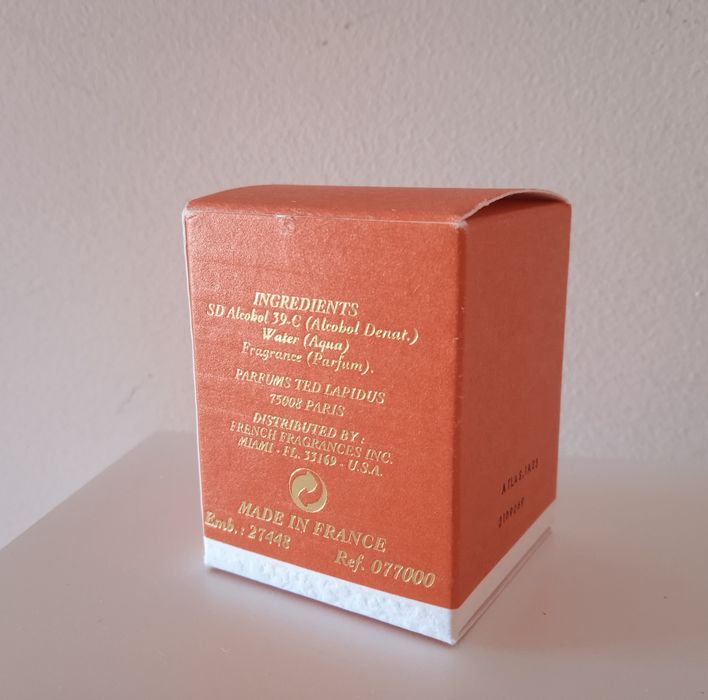 INGREDIENTS
SD Alcohol 39-C (Alcohol Denat.)
Water (Aqua)
Fragrance (Parfum).
PARFUMS TED LAPIDUS
75008 PARIS
DISTRIBUTED BY :
FRENCH FRAGRANCES INC.
MIAMI - FL. 33169 - U.S.A.
MADE IN FRANCE
Emb. : 27448
Ref. 077000